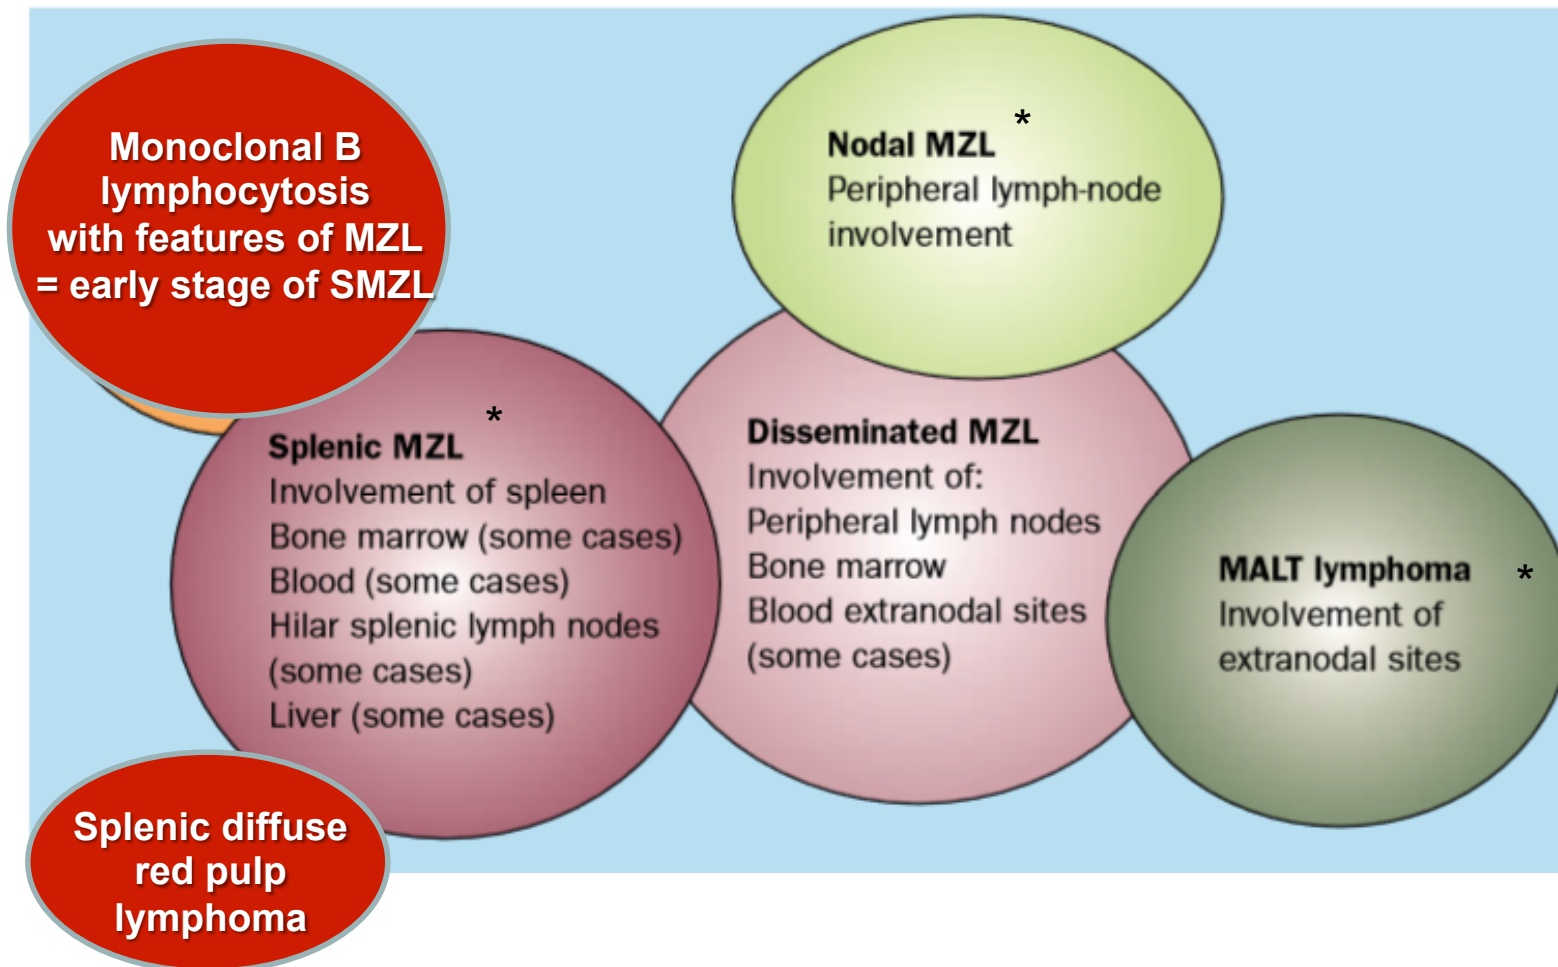 Monoclonal B
lymphocytosis
with features of MZL
= early stage of SMZL
Nodal MZL *
Peripheral lymph-node
involvement
Splenic MZL *
Involvement of spleen
Bone marrow (some cases)
Blood (some cases)
Hilar splenic lymph nodes
(some cases)
Liver (some cases)
Disseminated MZL
Involvement of:
Peripheral lymph nodes
Bone marrow
Blood extranodal sites
(some cases)
MALT lymphoma *
Involvement of
extranodal sites
Splenic diffuse
red pulp
lymphoma